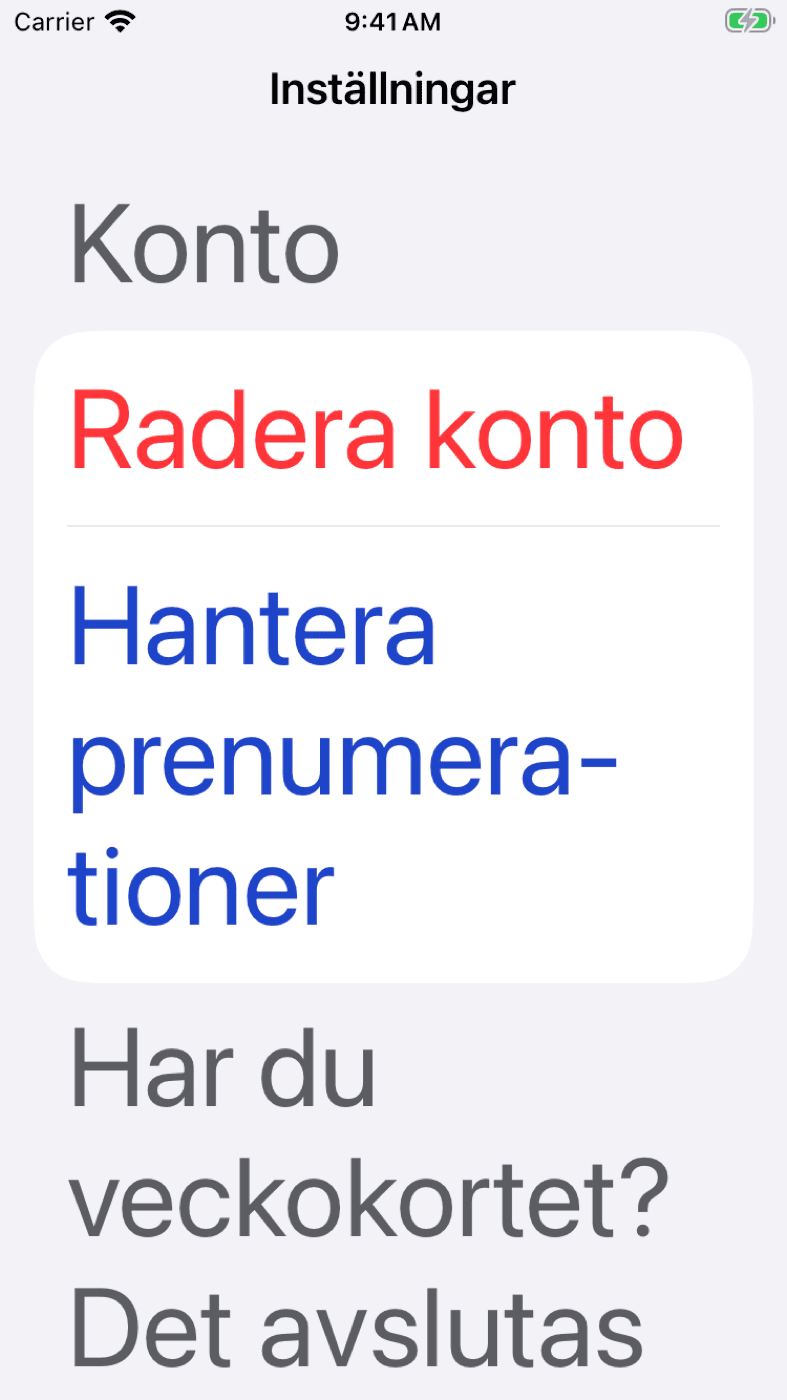 Carrier 9:41 AM
Inställningar
Konto
Radera konto
Hantera
prenumera-
tioner
Har du
veckokortet?
Det avslutas